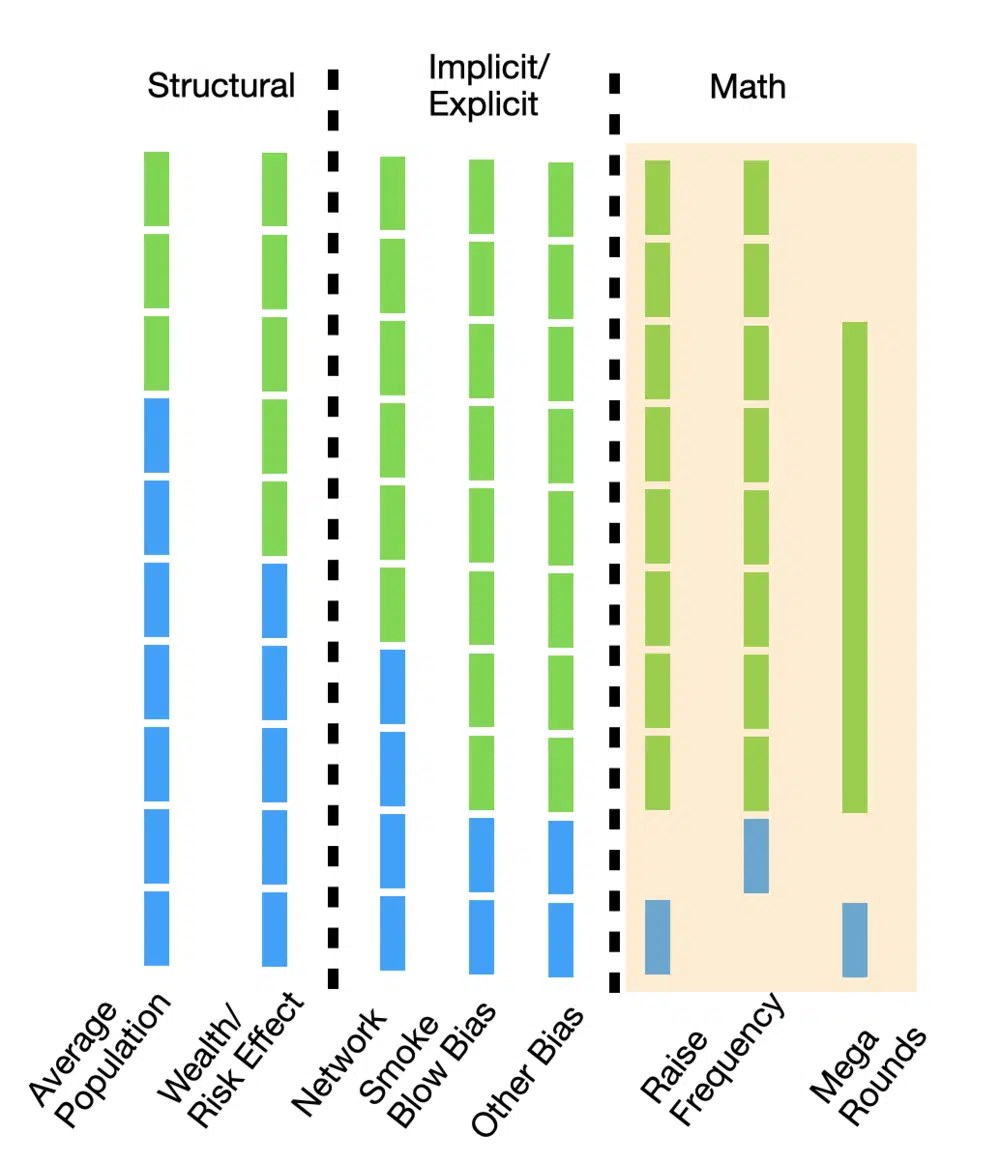 Structural
Implicit/
Explicit
Math
Average
Population
Wealth/
Risk Effect
Network
Smoke
Blow Bias
Other Bias
Raise
Frequency
Mega
Rounds